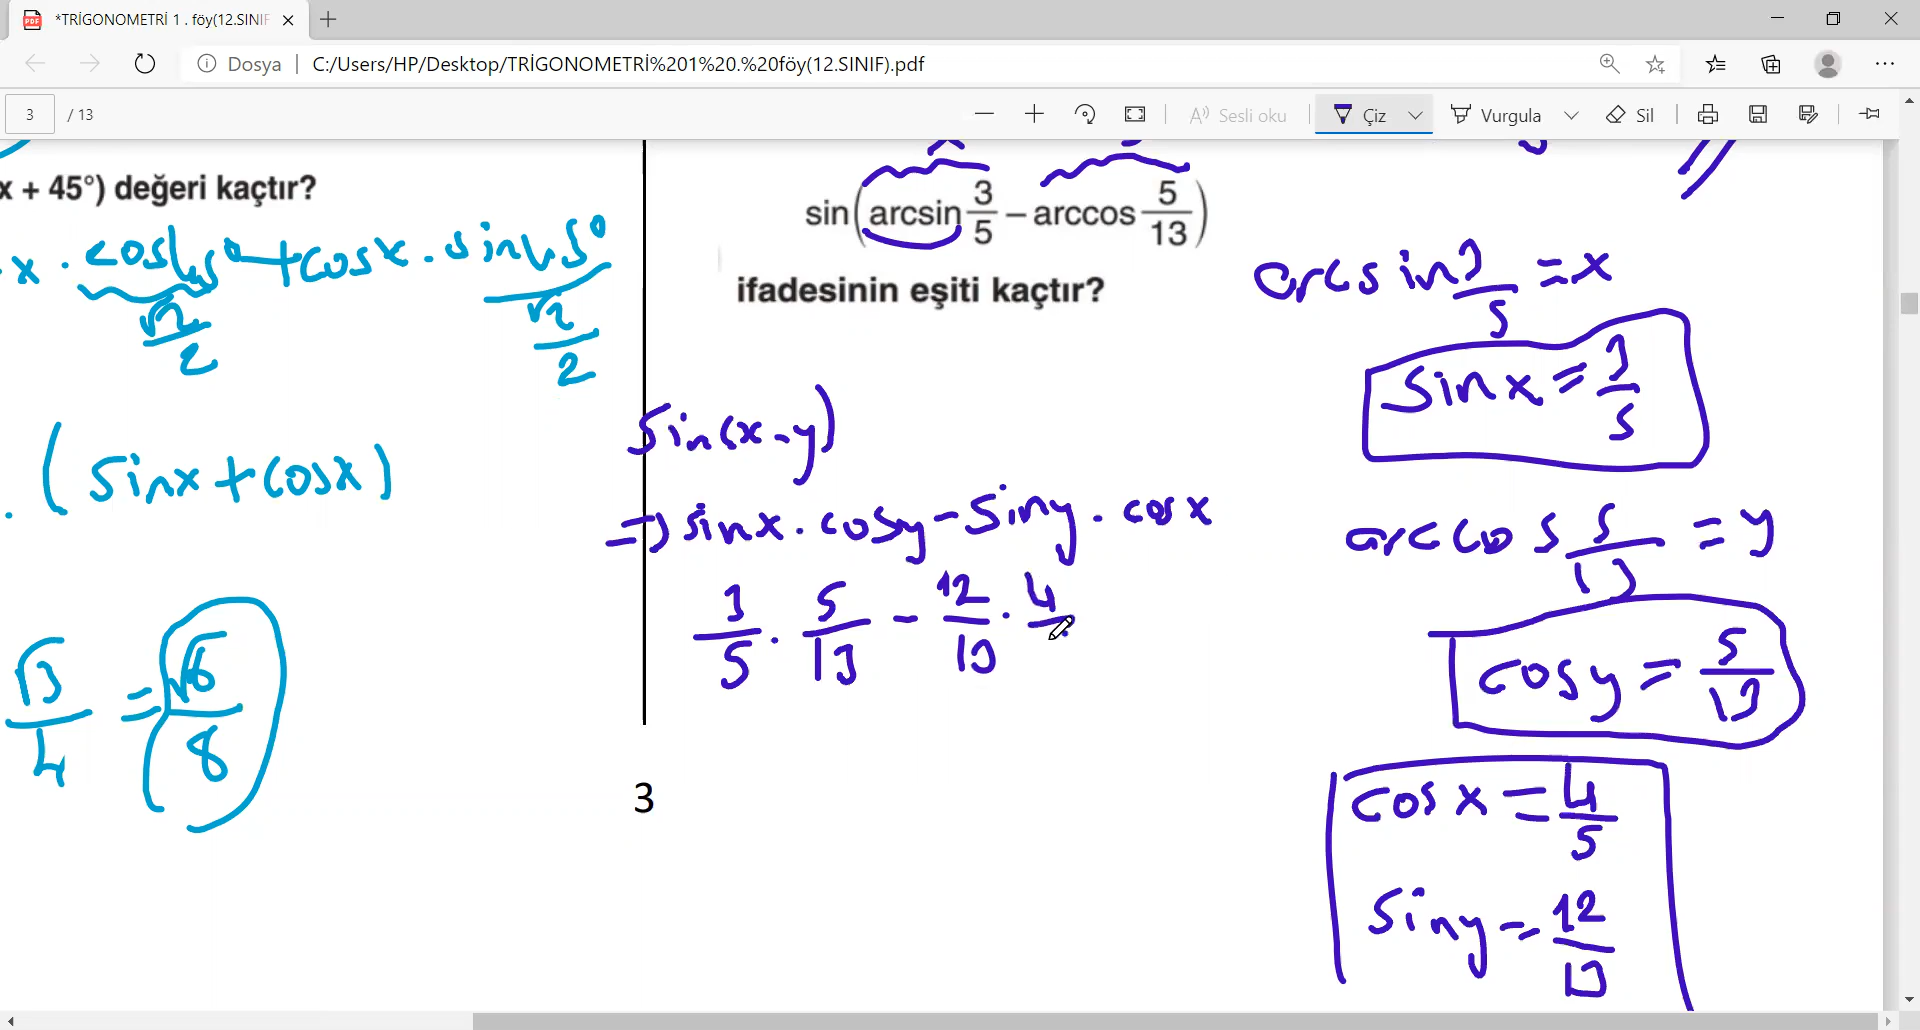 *TRİGONOMETRİ 1 . föy(12.SINIF
Dosya | C:/Users/HP/Desktop/TRİGONOMETRİ%201%20.%20föy(12.SINIF).pdf
3 / 13
Sesli oku
Çiz
Vurgula
Sil
x + 45°) değeri kaçtır?
x . cos45° + cosx . sin45°
√2/2 √2/2
. (sinx + cosx)
√3/4 = √6/8
x y
sin(arcsin 3/5 − arccos 5/13)
ifadesinin eşiti kaçtır?
sin(x-y)
=> sinx . cosy - siny . cosx
3/5 . 5/13 - 12/13 . 4/
arcsin 3/5 = x
sinx = 3/5
arccos 5/13 = y
cosy = 5/13
cosx = 4/5
siny = 12/13
3